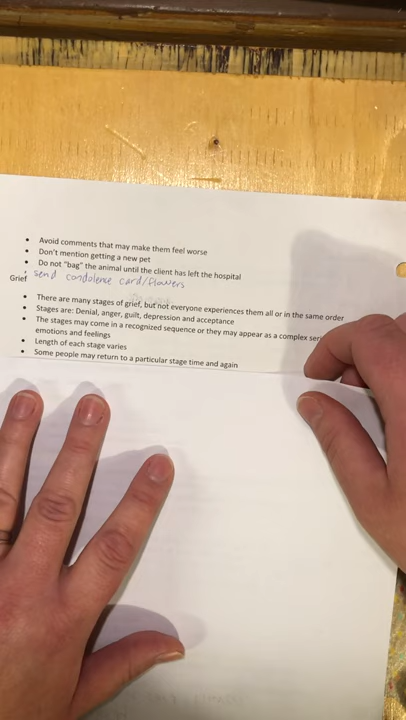 • Avoid comments that may make them feel worse
• Don't mention getting a new pet
• Do not "bag" the animal until the client has left the hospital
• send condolence card/flowers
Grief
• There are many stages of grief, but not everyone experiences them all or in the same order
• Stages are: Denial, anger, guilt, depression and acceptance
• The stages may come in a recognized sequence or they may appear as a complex
emotions and feelings
• Length of each stage varies
• Some people may return to a particular stage time and again